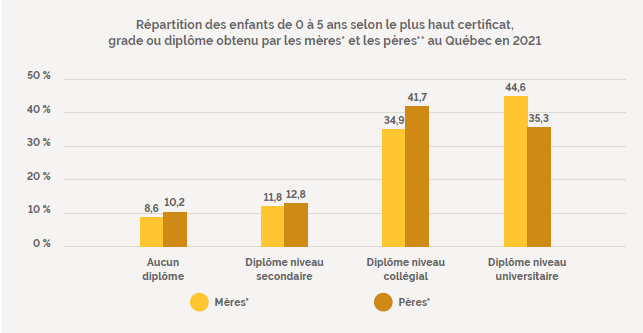 Répartition des enfants de 0 à 5 ans selon le plus haut certificat,
grade ou diplôme obtenu par les mères* et les pères** au Québec en 2021
50 %
40 %
30 %
20 %
10 %
0 %
8,6
10,2
11,8
12,8
34,9
41,7
44,6
35,3
Aucun
diplôme
Diplôme niveau
secondaire
Diplôme niveau
collégial
Diplôme niveau
universitaire
Mères*
Pères*